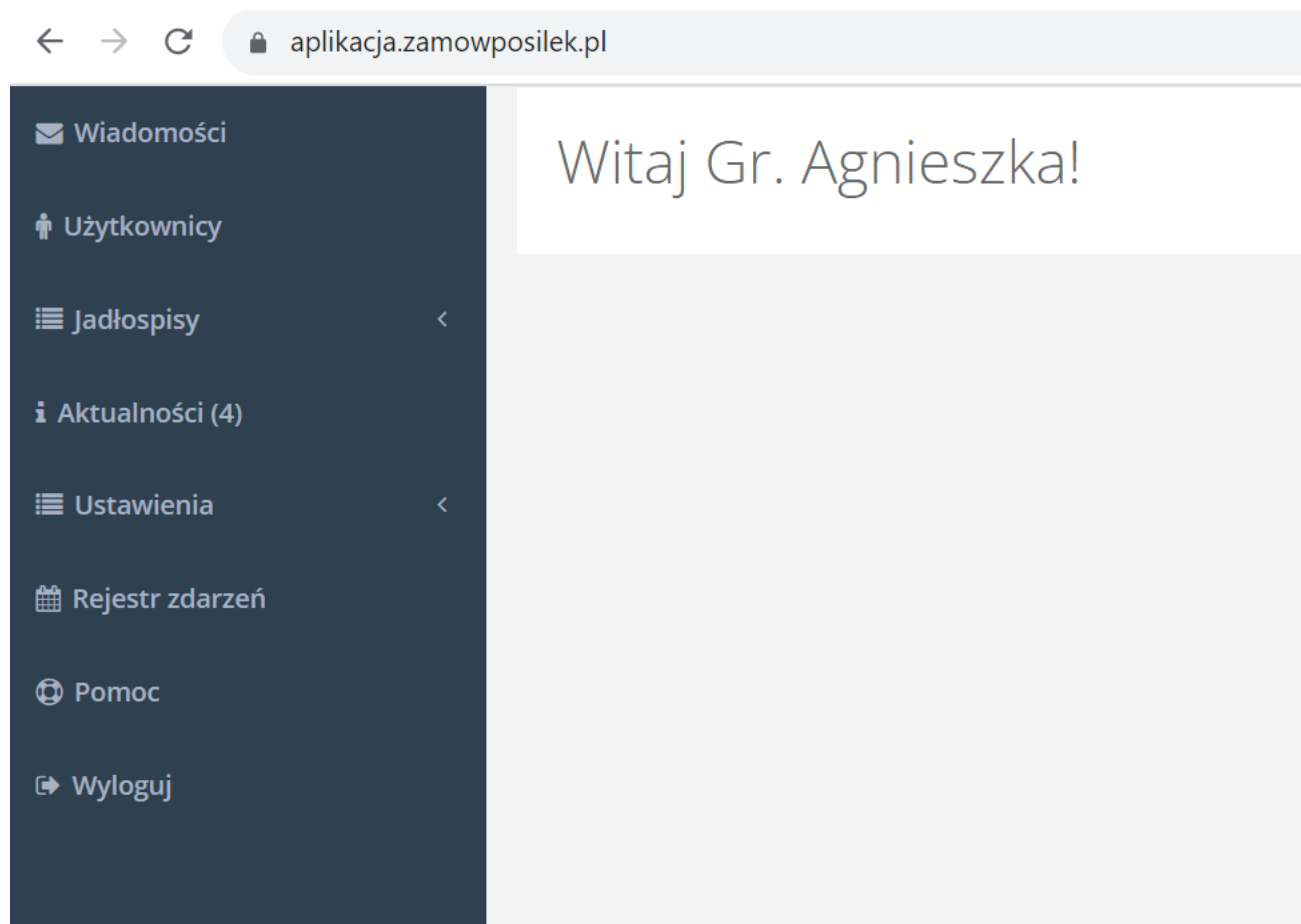 aplikacja.zamowposilek.pl
Wiadomości
Użytkownicy
Jadłospisy
Aktualności (4)
Ustawienia
Rejestr zdarzeń
Pomoc
Wyloguj
Witaj Gr. Agnieszka!